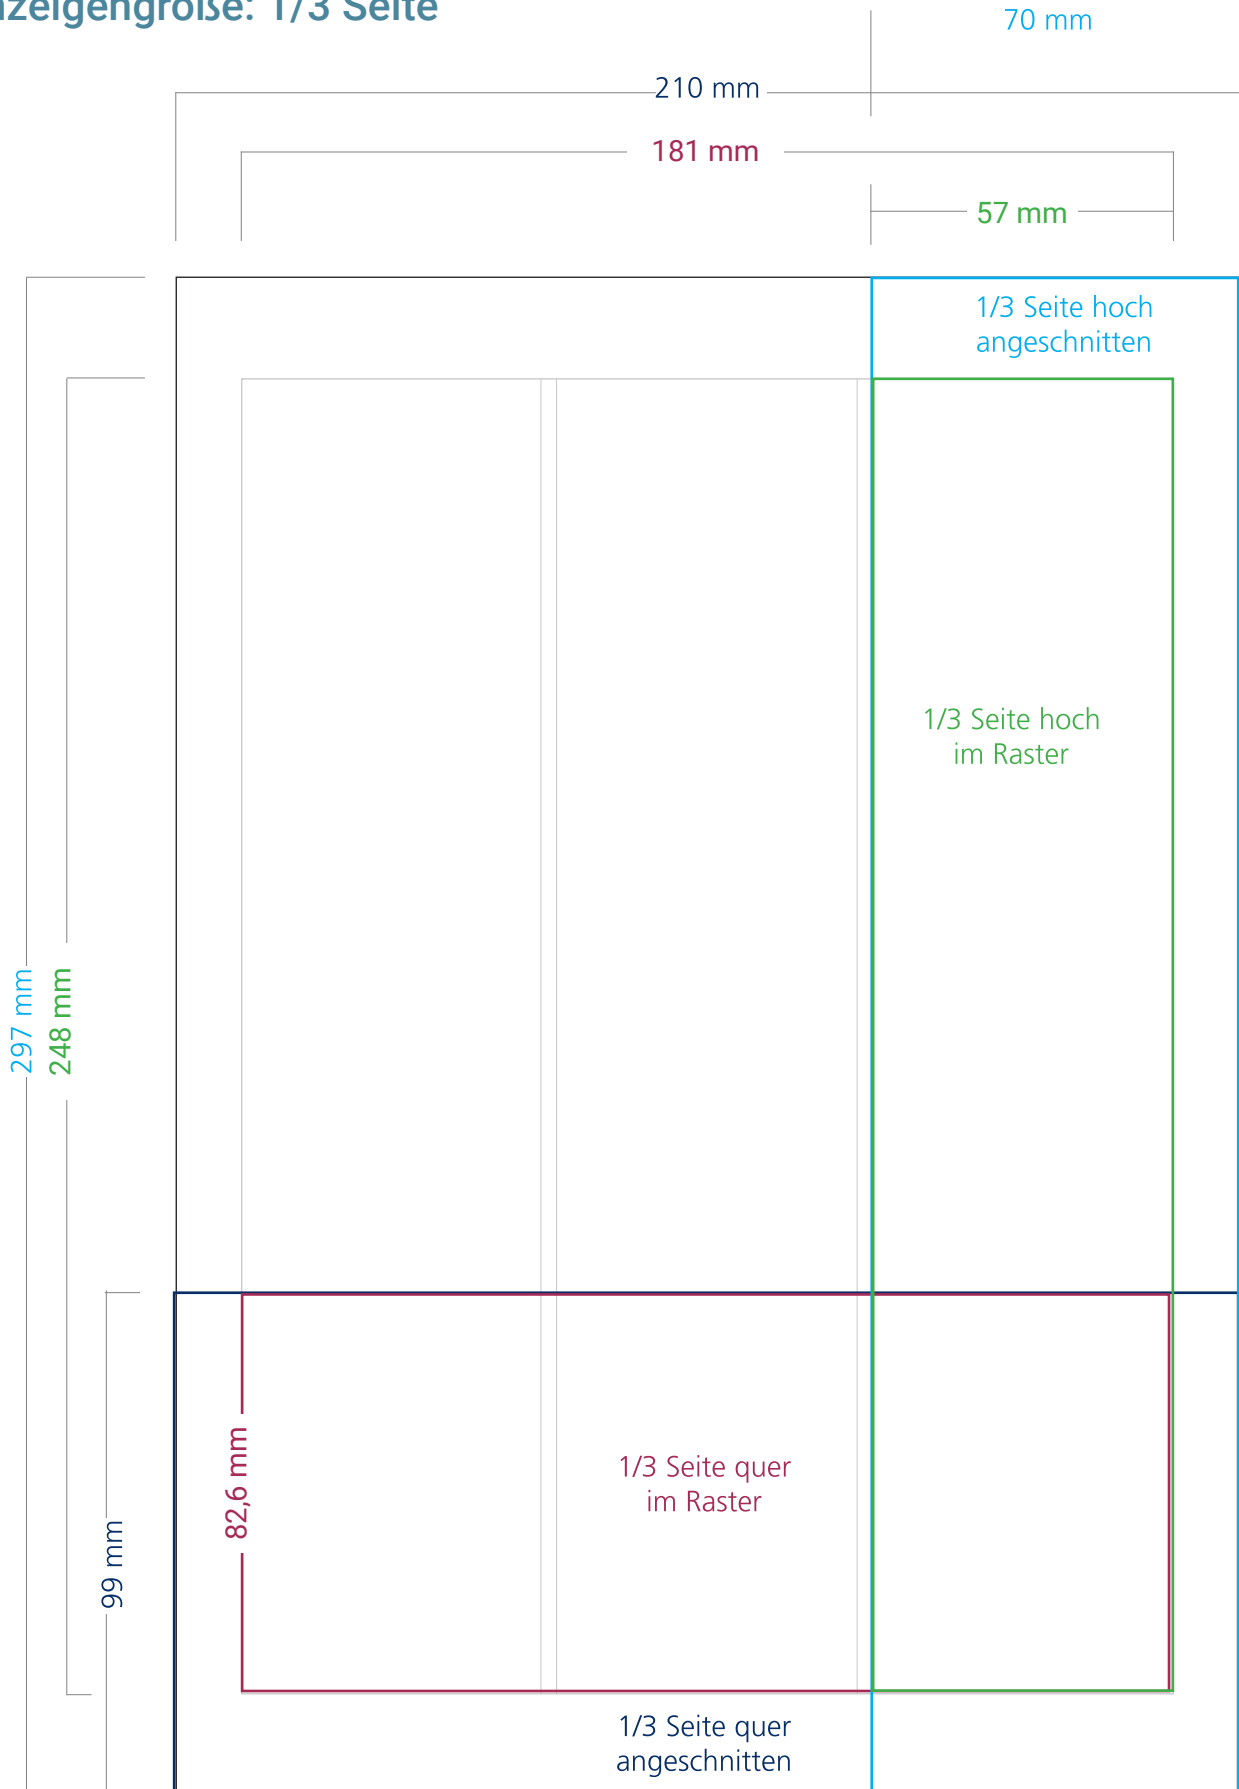 nzeigengröße: 1/3 Seite
70 mm
210 mm
181 mm
57 mm
1/3 Seite hoch
angeschnitten
1/3 Seite hoch
im Raster
297 mm
248 mm
1/3 Seite quer
im Raster
82,6 mm
99 mm
1/3 Seite quer
angeschnitten